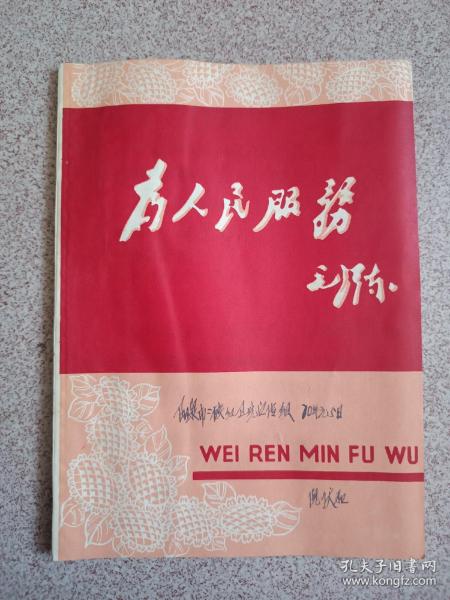 为人民服务
毛泽东
WEI REN MIN FU WU
孔夫子旧书网
www.kongfz.com